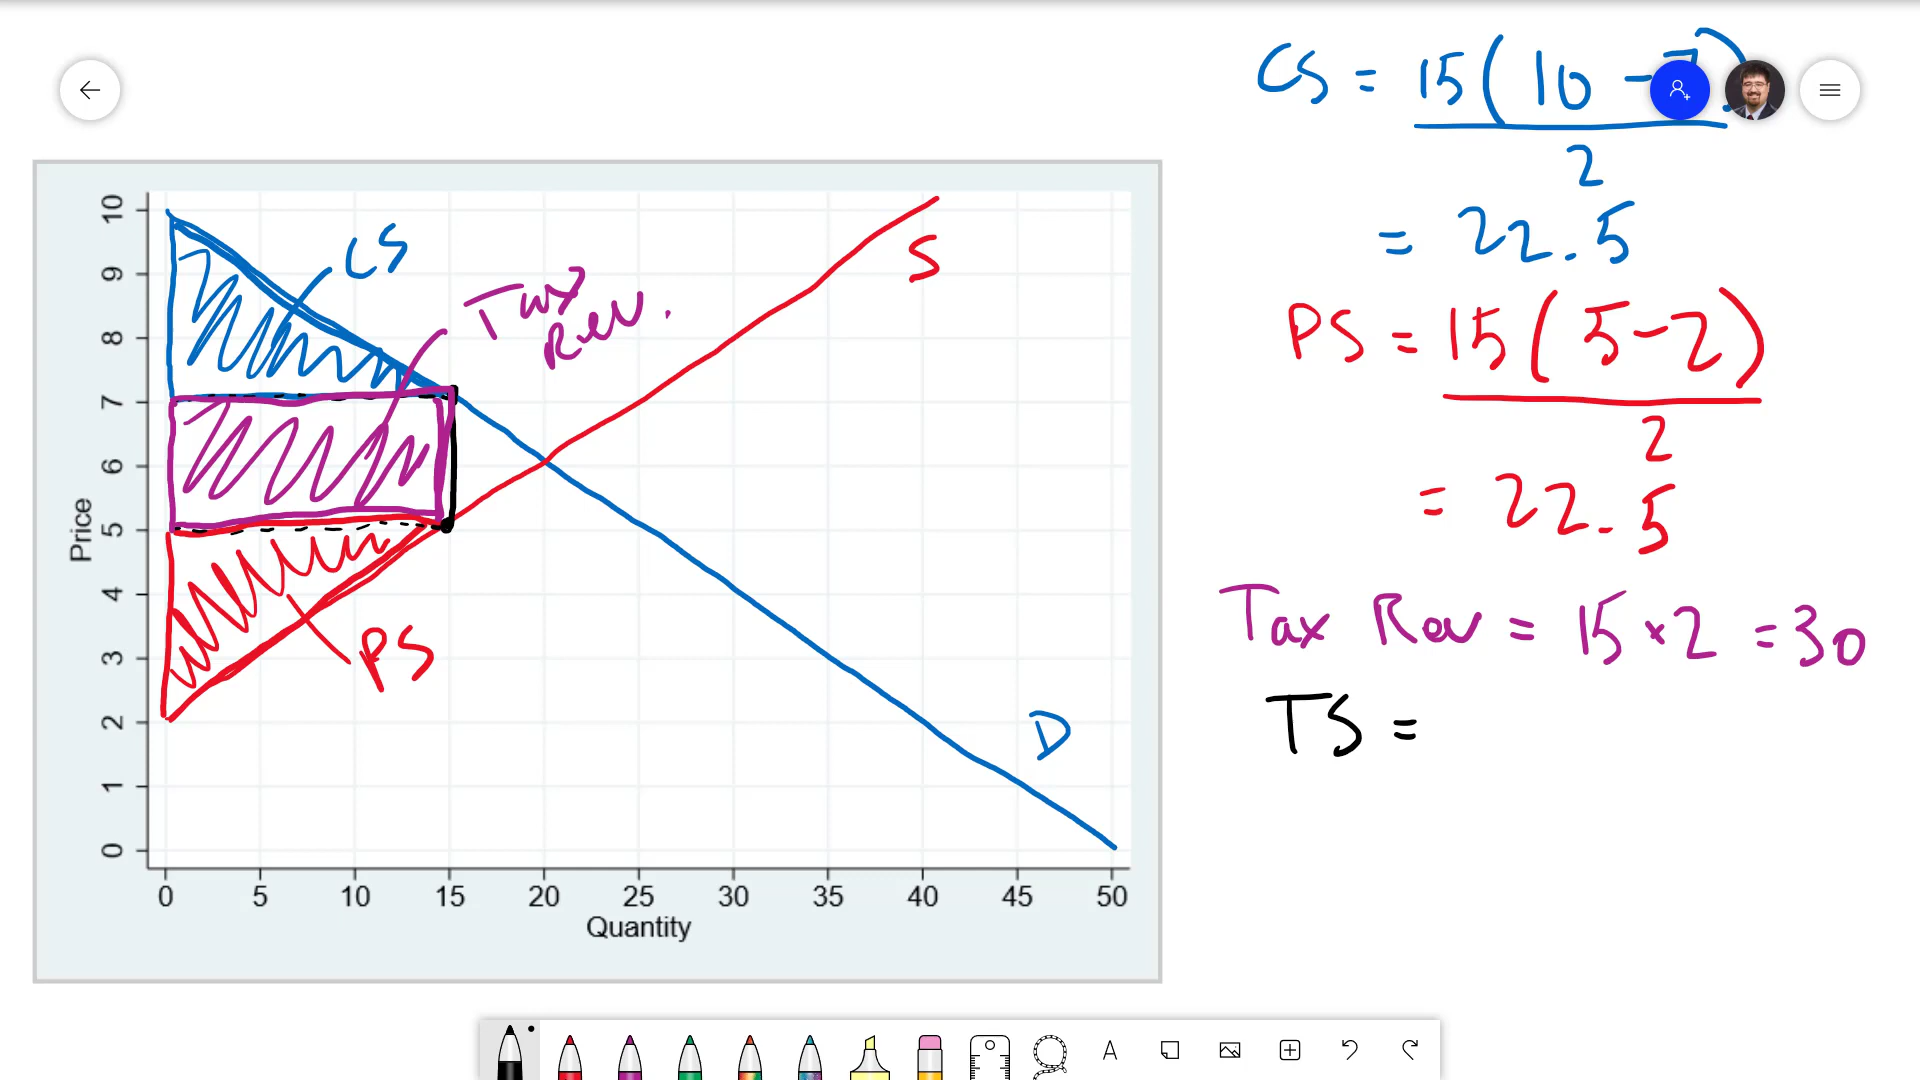 CS = 15(10-7)
2
= 22.5
PS = 15(5-2)
2
= 22.5
Tax Rev = 15*2 = 30
TS =
CS
Tax
Rev.
S
PS
D
Price
10
9
8
7
6
5
4
3
2
1
0
0 5 10 15 20 25 30 35 40 45 50
Quantity
A